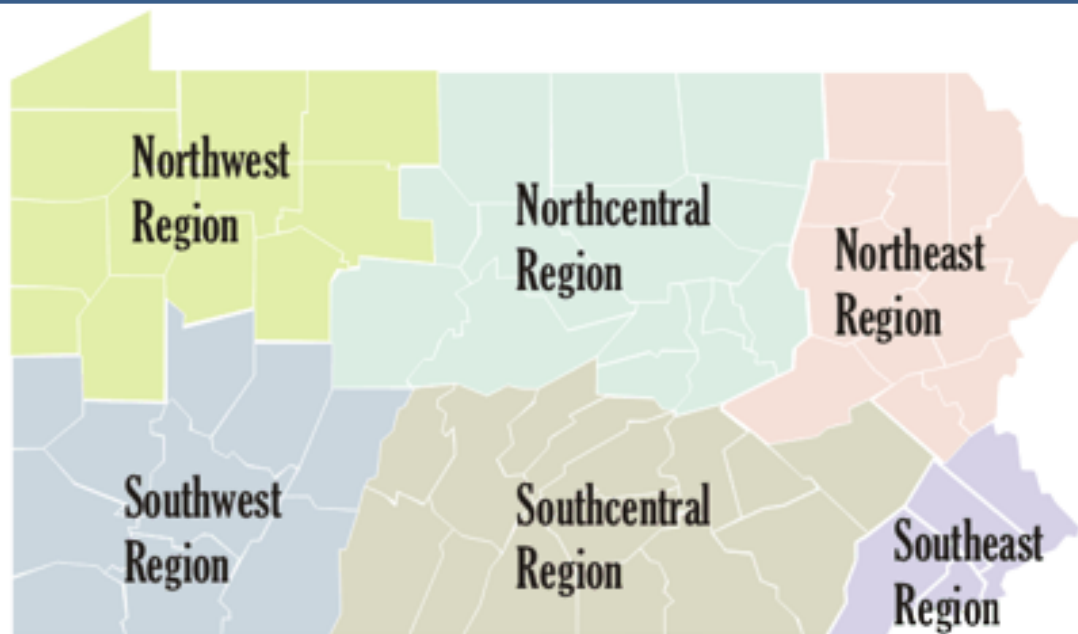 Northwest
Region
Northcentral
Region
Northeast
Region
Southwest
Region
Southcentral
Region
Southeast
Region